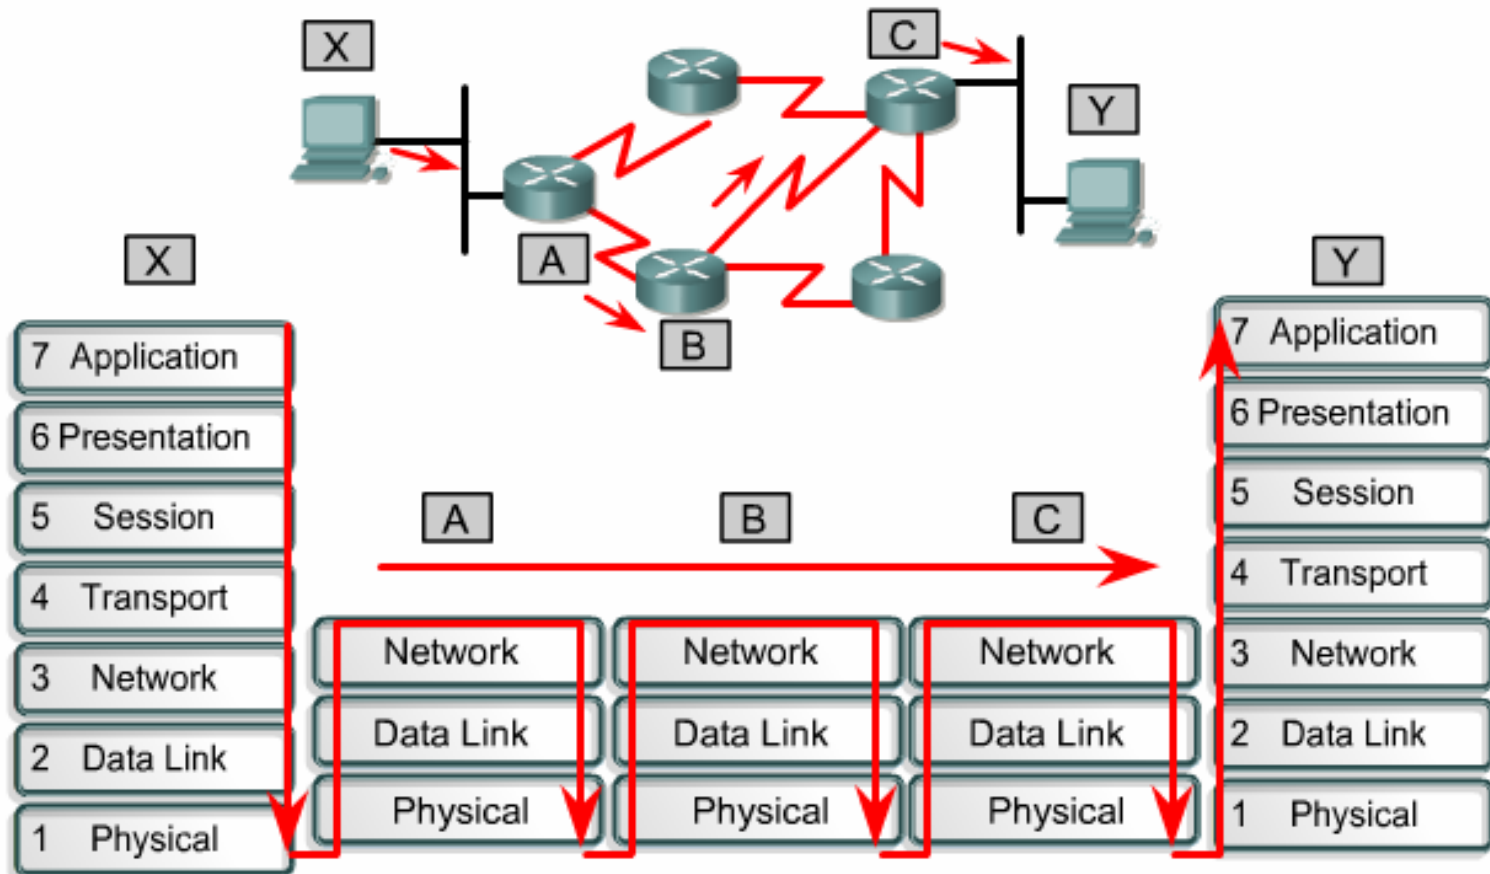 X
C
Y
A
B
X
Y
7 Application
6 Presentation
5 Session
4 Transport
3 Network
2 Data Link
1 Physical
A
B
C
Network
Data Link
Physical
Network
Data Link
Physical
Network
Data Link
Physical
7 Application
6 Presentation
5 Session
4 Transport
3 Network
2 Data Link
1 Physical